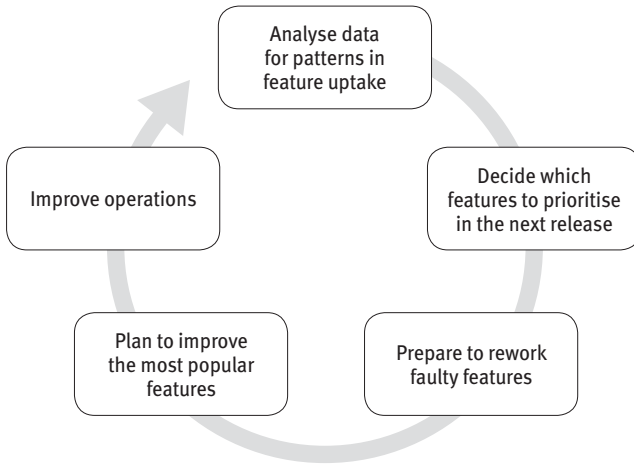 Analyse data
for patterns in
feature uptake
Decide which
features to prioritise
in the next release
Prepare to rework
faulty features
Plan to improve
the most popular
features
Improve operations